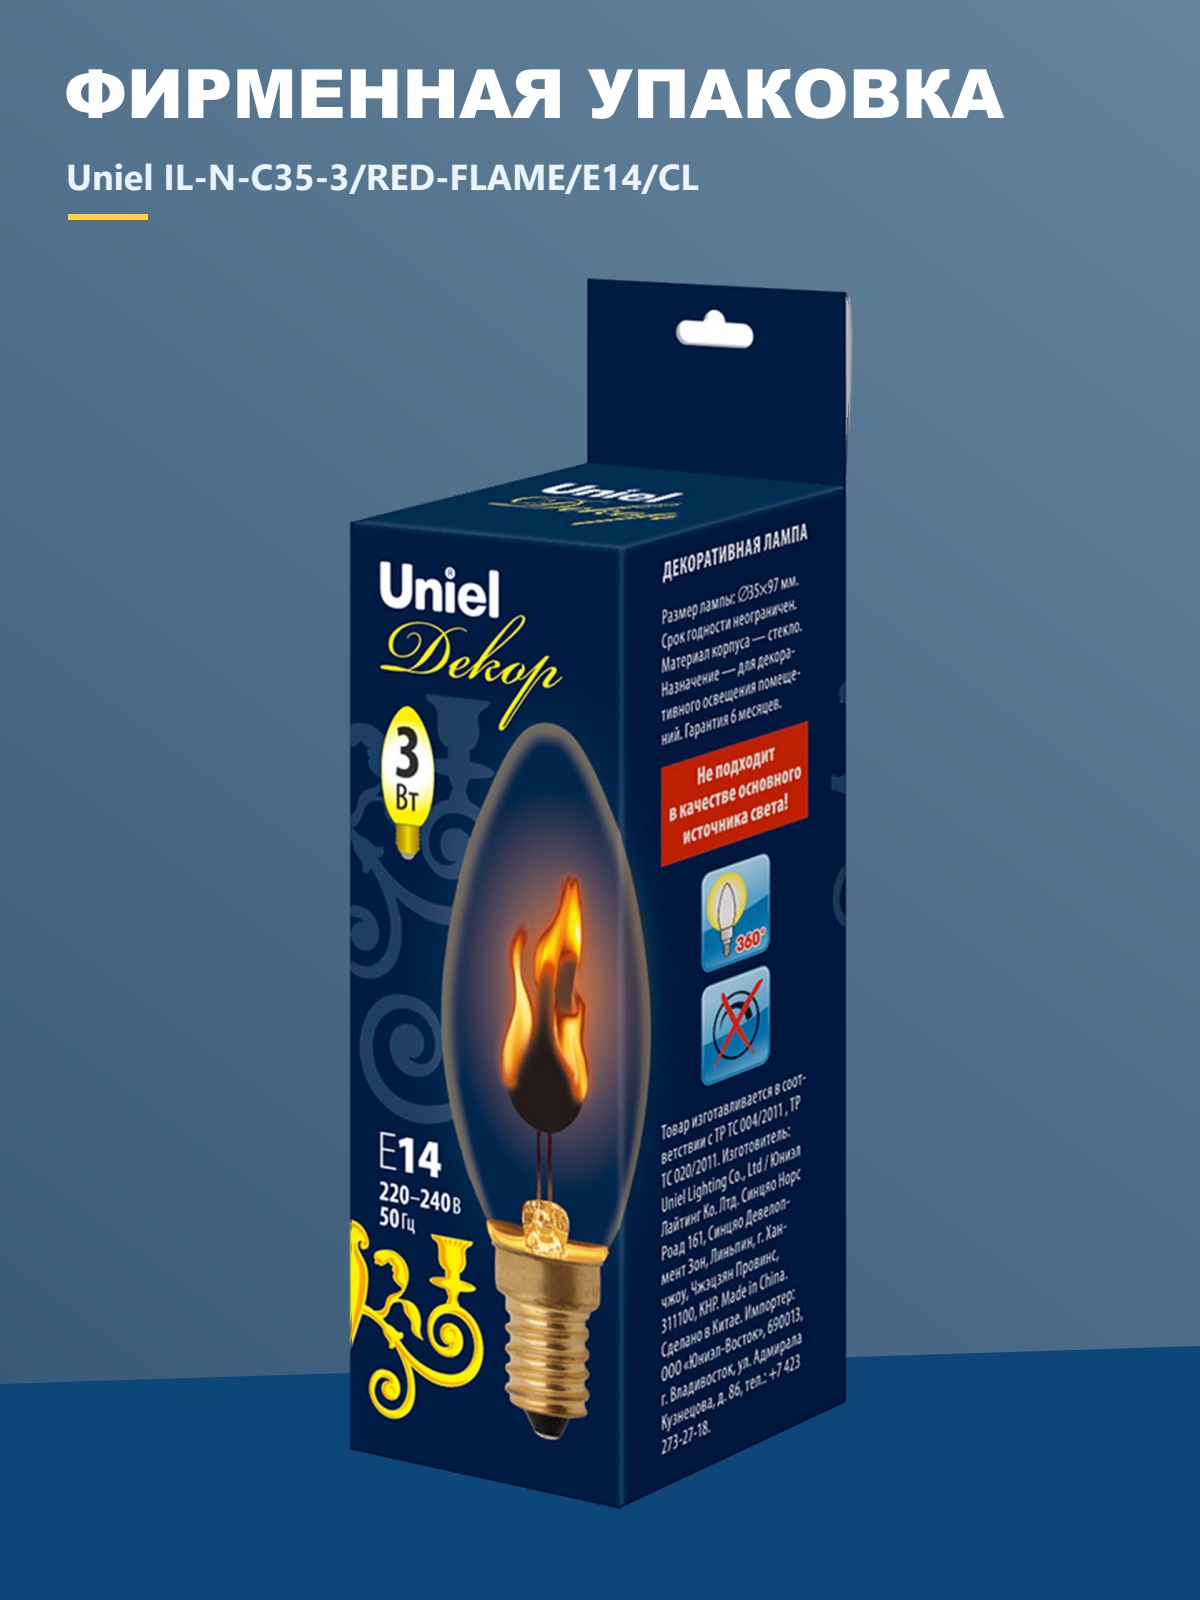 ФИРМЕННАЯ УПАКОВКА
Uniel IL-N-C35-3/RED-FLAME/E14/CL
Uniel
Декор
Uniel
Декор
3
Вт
E14
220–240 В
50 Гц
ДЕКОРАТИВНАЯ ЛАМПА
Размер лампы: ∅35×97 мм.
Срок годности неограничен.
Материал корпуса — стекло.
Назначение — для декора-
тивного освещения помеще-
ний. Гарантия 6 месяцев.
Не подходит
в качестве основного
источника света!
360°
Товар изготавливается в соот-
ветствии с ТР ТС 004/2011 , ТР
ТС 020/2011. Изготовитель:
Uniel Lighting Co., Ltd / Юниэл
Лайтинг Ко. Лтд. Синцяо Норс
Роад 161, Синцяо Девелоп-
мент Зон, Линьпин, г. Хан-
чжоу, Чжэцзян Провинс,
311100, КНР. Made in China.
Сделано в Китае. Импортер:
ООО «Юниэл-Восток», 690013,
г. Владивосток, ул. Адмирала
Кузнецова, д. 86, тел.: +7 423
273-27-18.